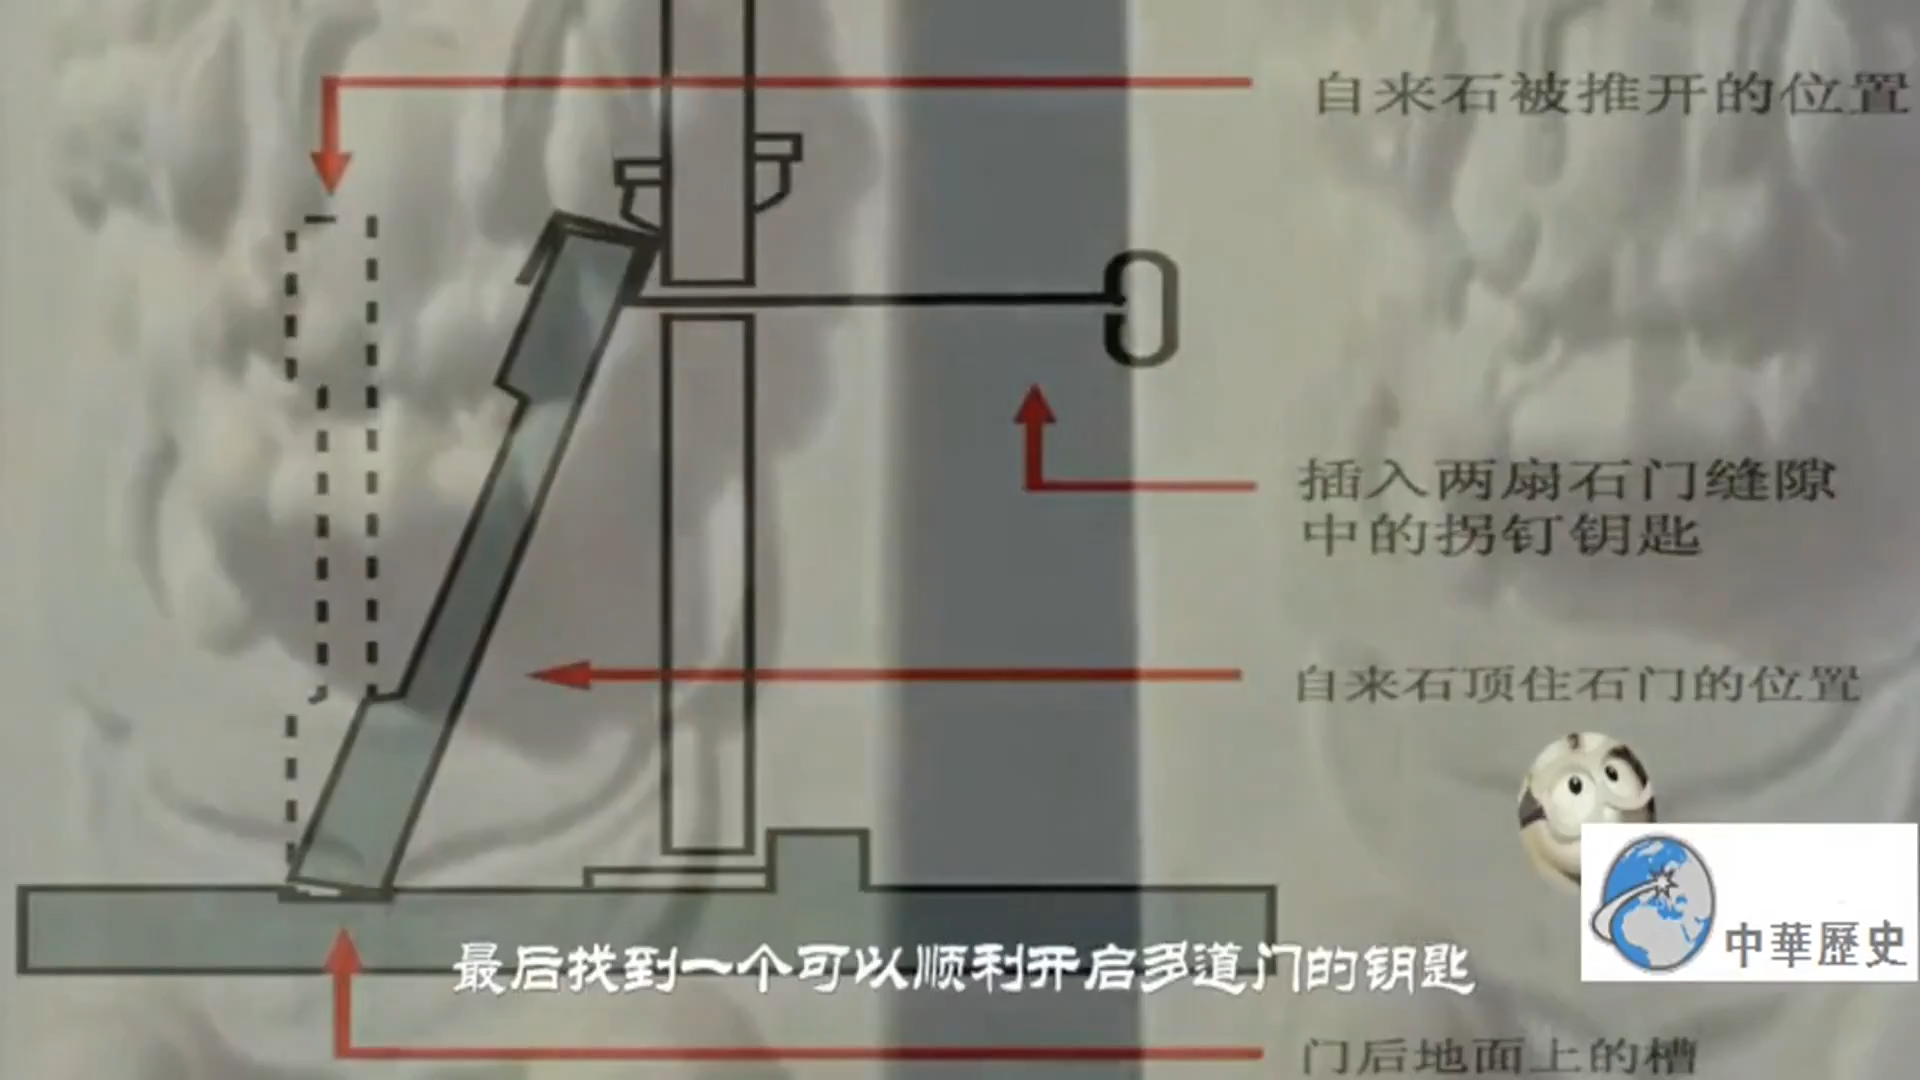 自来石被推开的位置
插入两扇石门缝隙
中的拐钉钥匙
自来石顶住石门的位置
中華歷史
最后找到一个可以顺利开启多道门的钥匙
门后地面上的槽